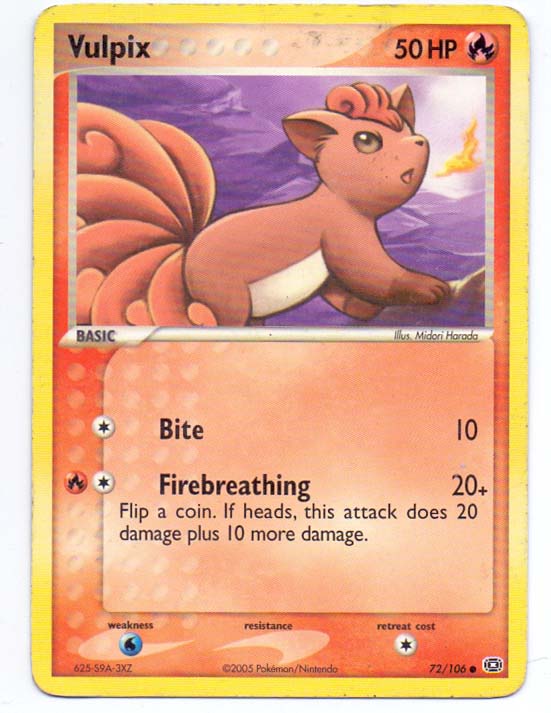 Vulpix 50 HP
BASIC Illus. Midori Harada
Bite 10
Firebreathing 20+
Flip a coin. If heads, this attack does 20
damage plus 10 more damage.
weakness resistance retreat cost
625-S9A-3XZ ©2005 Pokémon/Nintendo 72/106